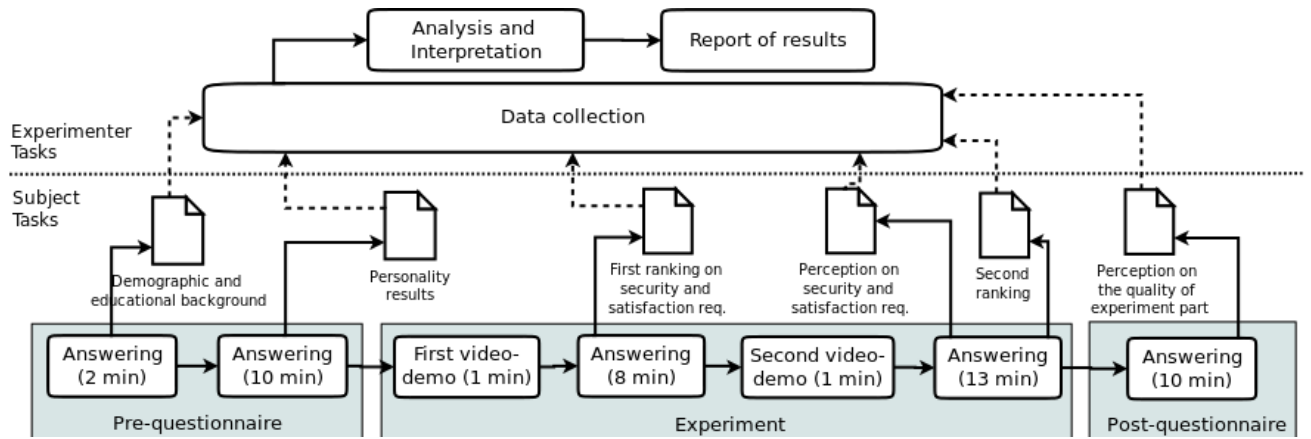 Analysis and
Interpretation
Report of results
Data collection
Experimenter
Tasks
Subject
Tasks
Demographic and
educational background
Personality
results
First ranking on
security and
satisfaction req.
Perception on
security and
satisfaction req.
Second
ranking
Perception on
the quality of
experiment part
Answering
(2 min)
Answering
(10 min)
First video-
demo (1 min)
Answering
(8 min)
Second video-
demo (1 min)
Answering
(13 min)
Answering
(10 min)
Pre-questionnaire
Experiment
Post-questionnaire